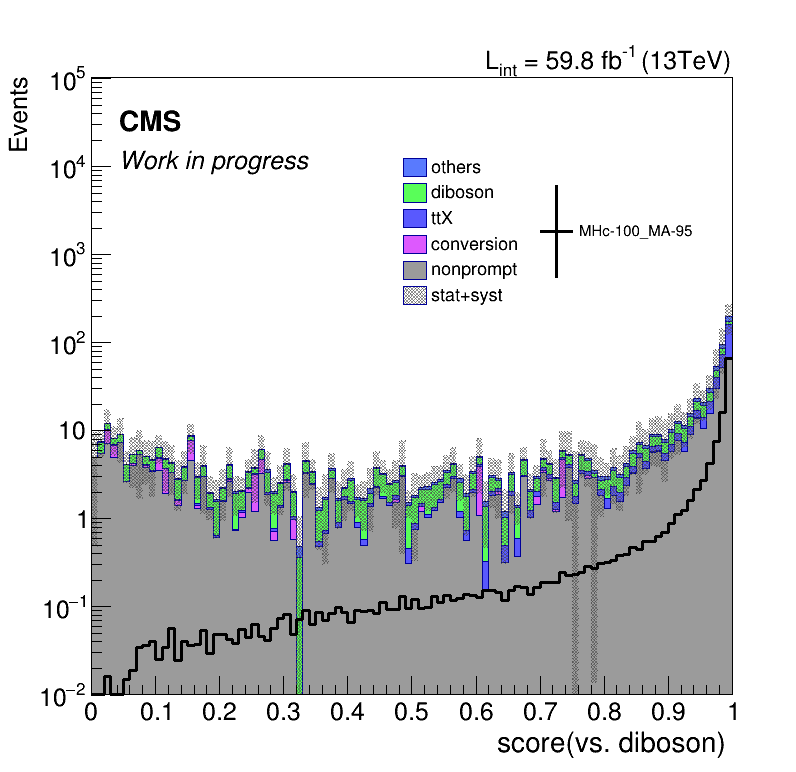 L_int = 59.8 fb^-1 (13TeV)
Events
10^5
10^4
10^3
10^2
10
1
10^−1
10^−2
CMS
Work in progress
others
diboson
ttX
conversion
nonprompt
stat+syst
MHc-100_MA-95
0 0.1 0.2 0.3 0.4 0.5 0.6 0.7 0.8 0.9 1
score(vs. diboson)